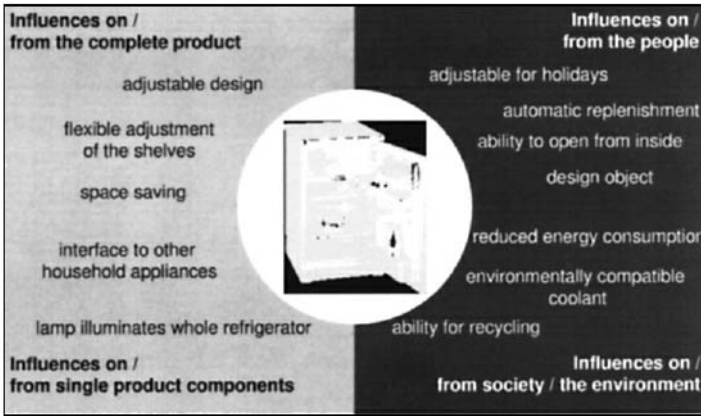 Influences on /
from the complete product
adjustable design
flexible adjustment
of the shelves
space saving
interface to other
household appliances
lamp illuminates whole refrigerator
Influences on /
from single product components
Influences on /
from the people
adjustable for holidays
automatic replenishment
ability to open from inside
design object
reduced energy consumption
environmentally compatible
coolant
ability for recycling
Influences on /
from society / the environment